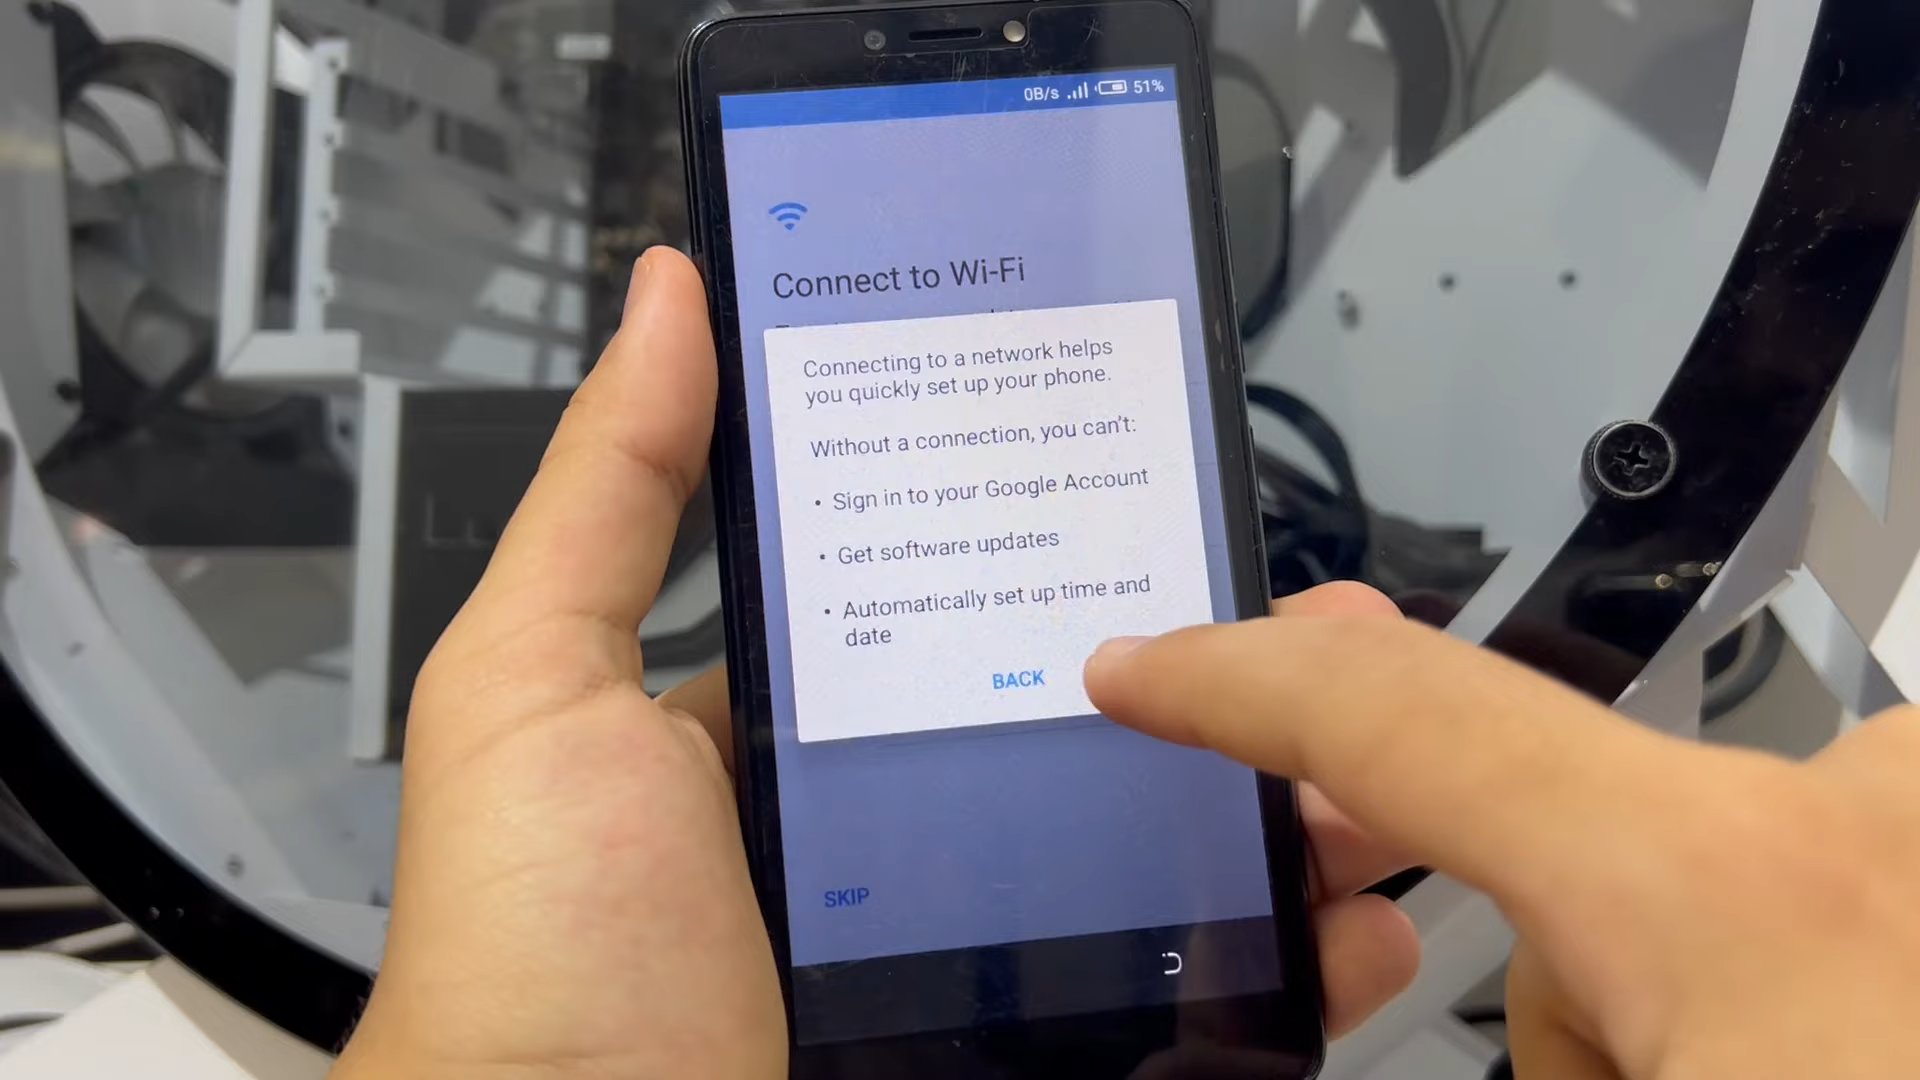 0B/s 51%
Connect to Wi-Fi
Connecting to a network helps
you quickly set up your phone.
Without a connection, you can't:
• Sign in to your Google Account
• Get software updates
• Automatically set up time and
date
BACK
SKIP